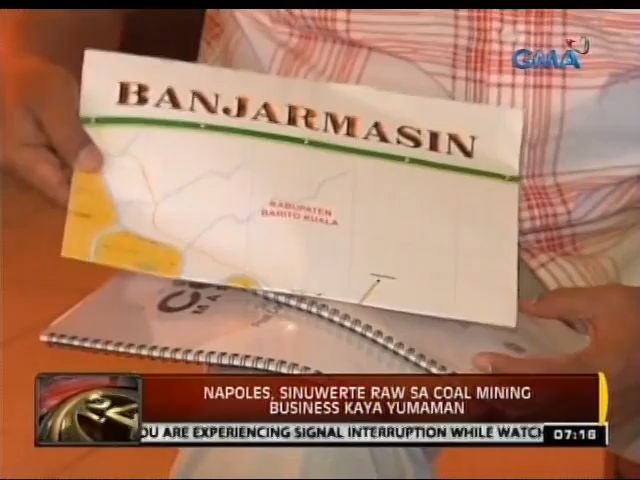 GMA
BANJARMASIN
KABUPATEN
BARITO KUALA
24
NAPOLES, SINUWERTE RAW SA COAL MINING
BUSINESS KAYA YUMAMAN
OU ARE EXPERIENCING SIGNAL INTERRUPTION WHILE WATCH
07:16